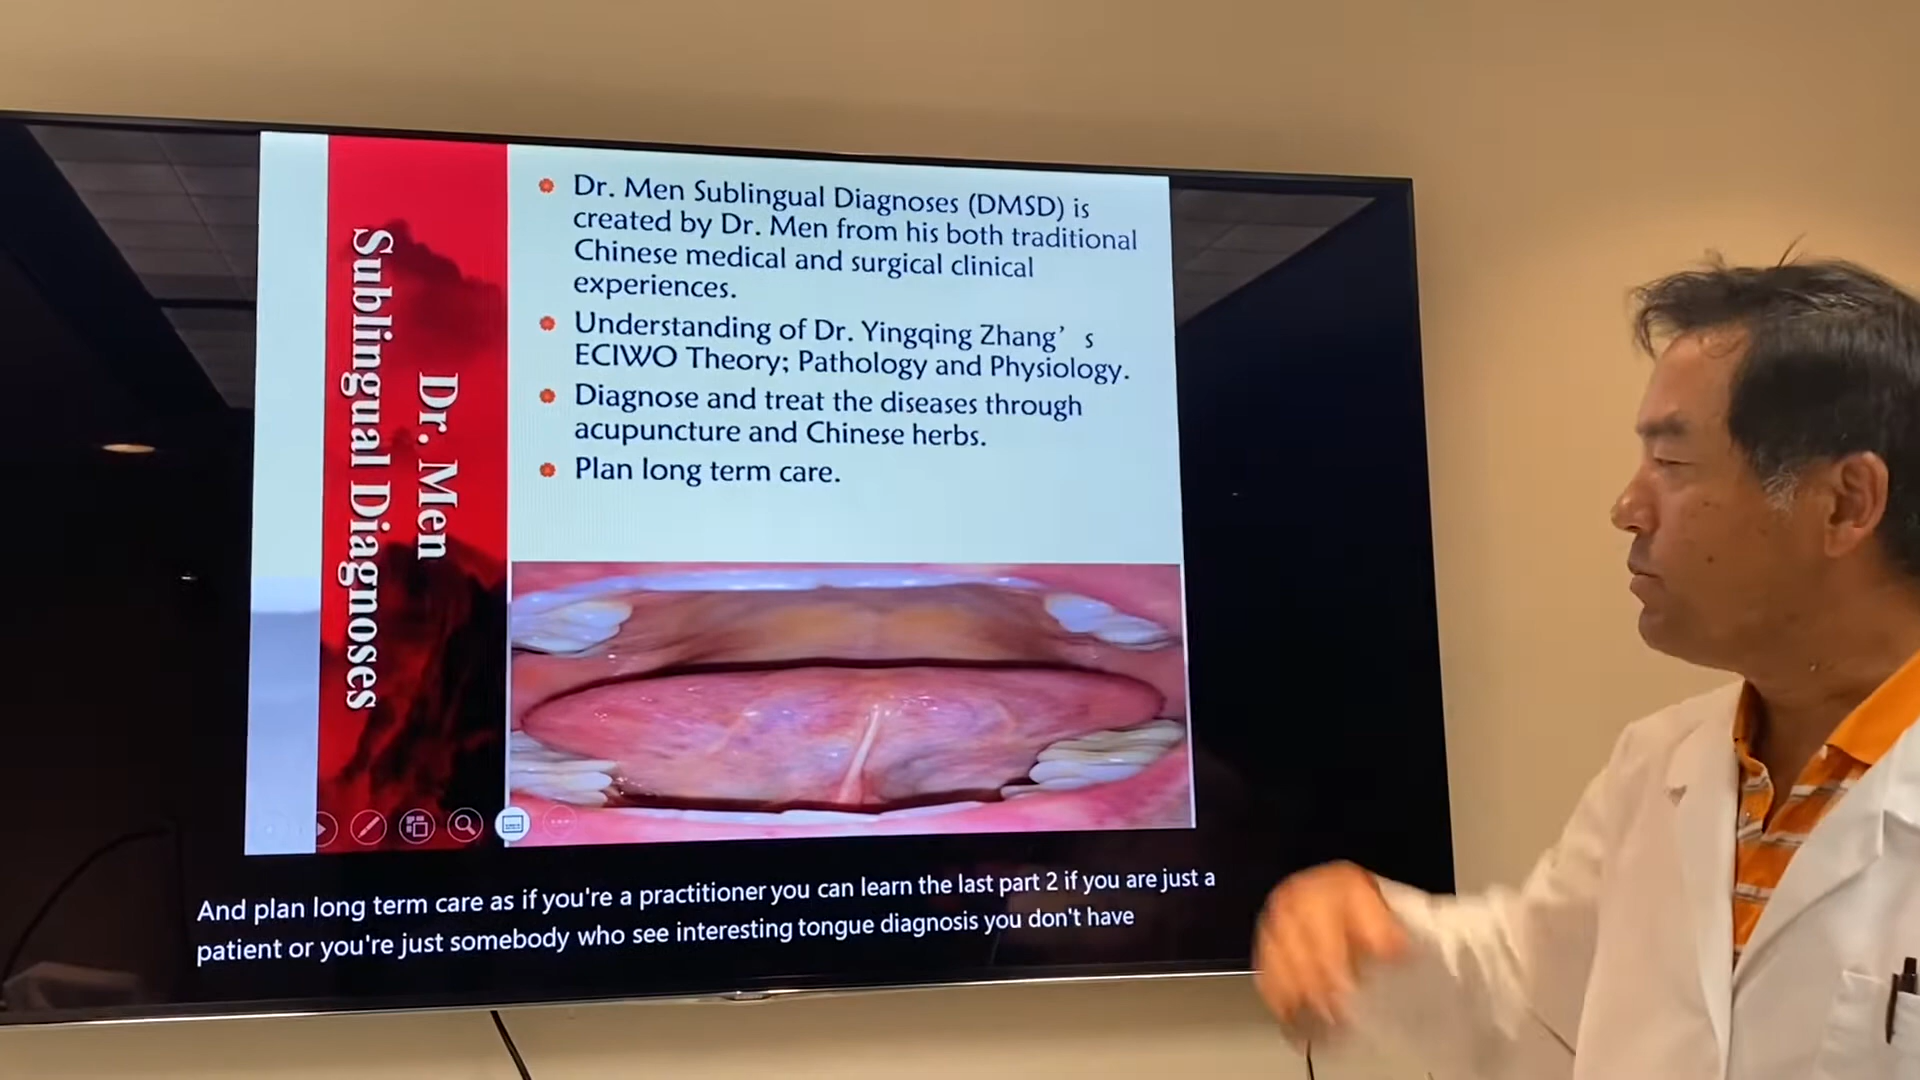 Dr. Men
Sublingual Diagnoses
Dr. Men Sublingual Diagnoses (DMSD) is
created by Dr. Men from his both traditional
Chinese medical and surgical clinical
experiences.
Understanding of Dr. Yingqing Zhang’s
ECIWO Theory; Pathology and Physiology.
Diagnose and treat the diseases through
acupuncture and Chinese herbs.
Plan long term care.
And plan long term care as if you're a practitioner you can learn the last part 2 if you are just a
patient or you're just somebody who see interesting tongue diagnosis you don't have